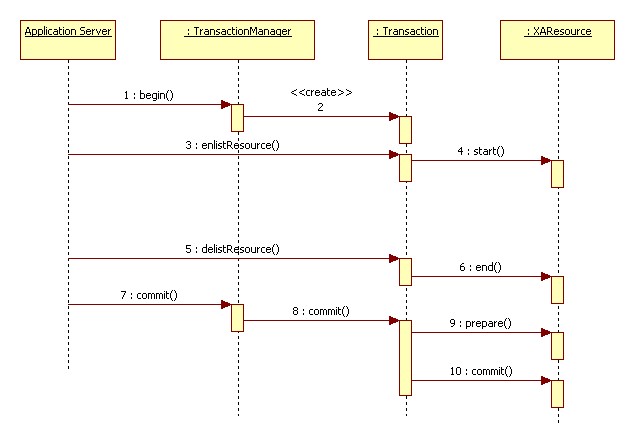 Application Server
: TransactionManager
: Transaction
: XAResource
1 : begin()
<<create>>
2
3 : enlistResource()
4 : start()
5 : delistResource()
6 : end()
7 : commit()
8 : commit()
9 : prepare()
10 : commit()